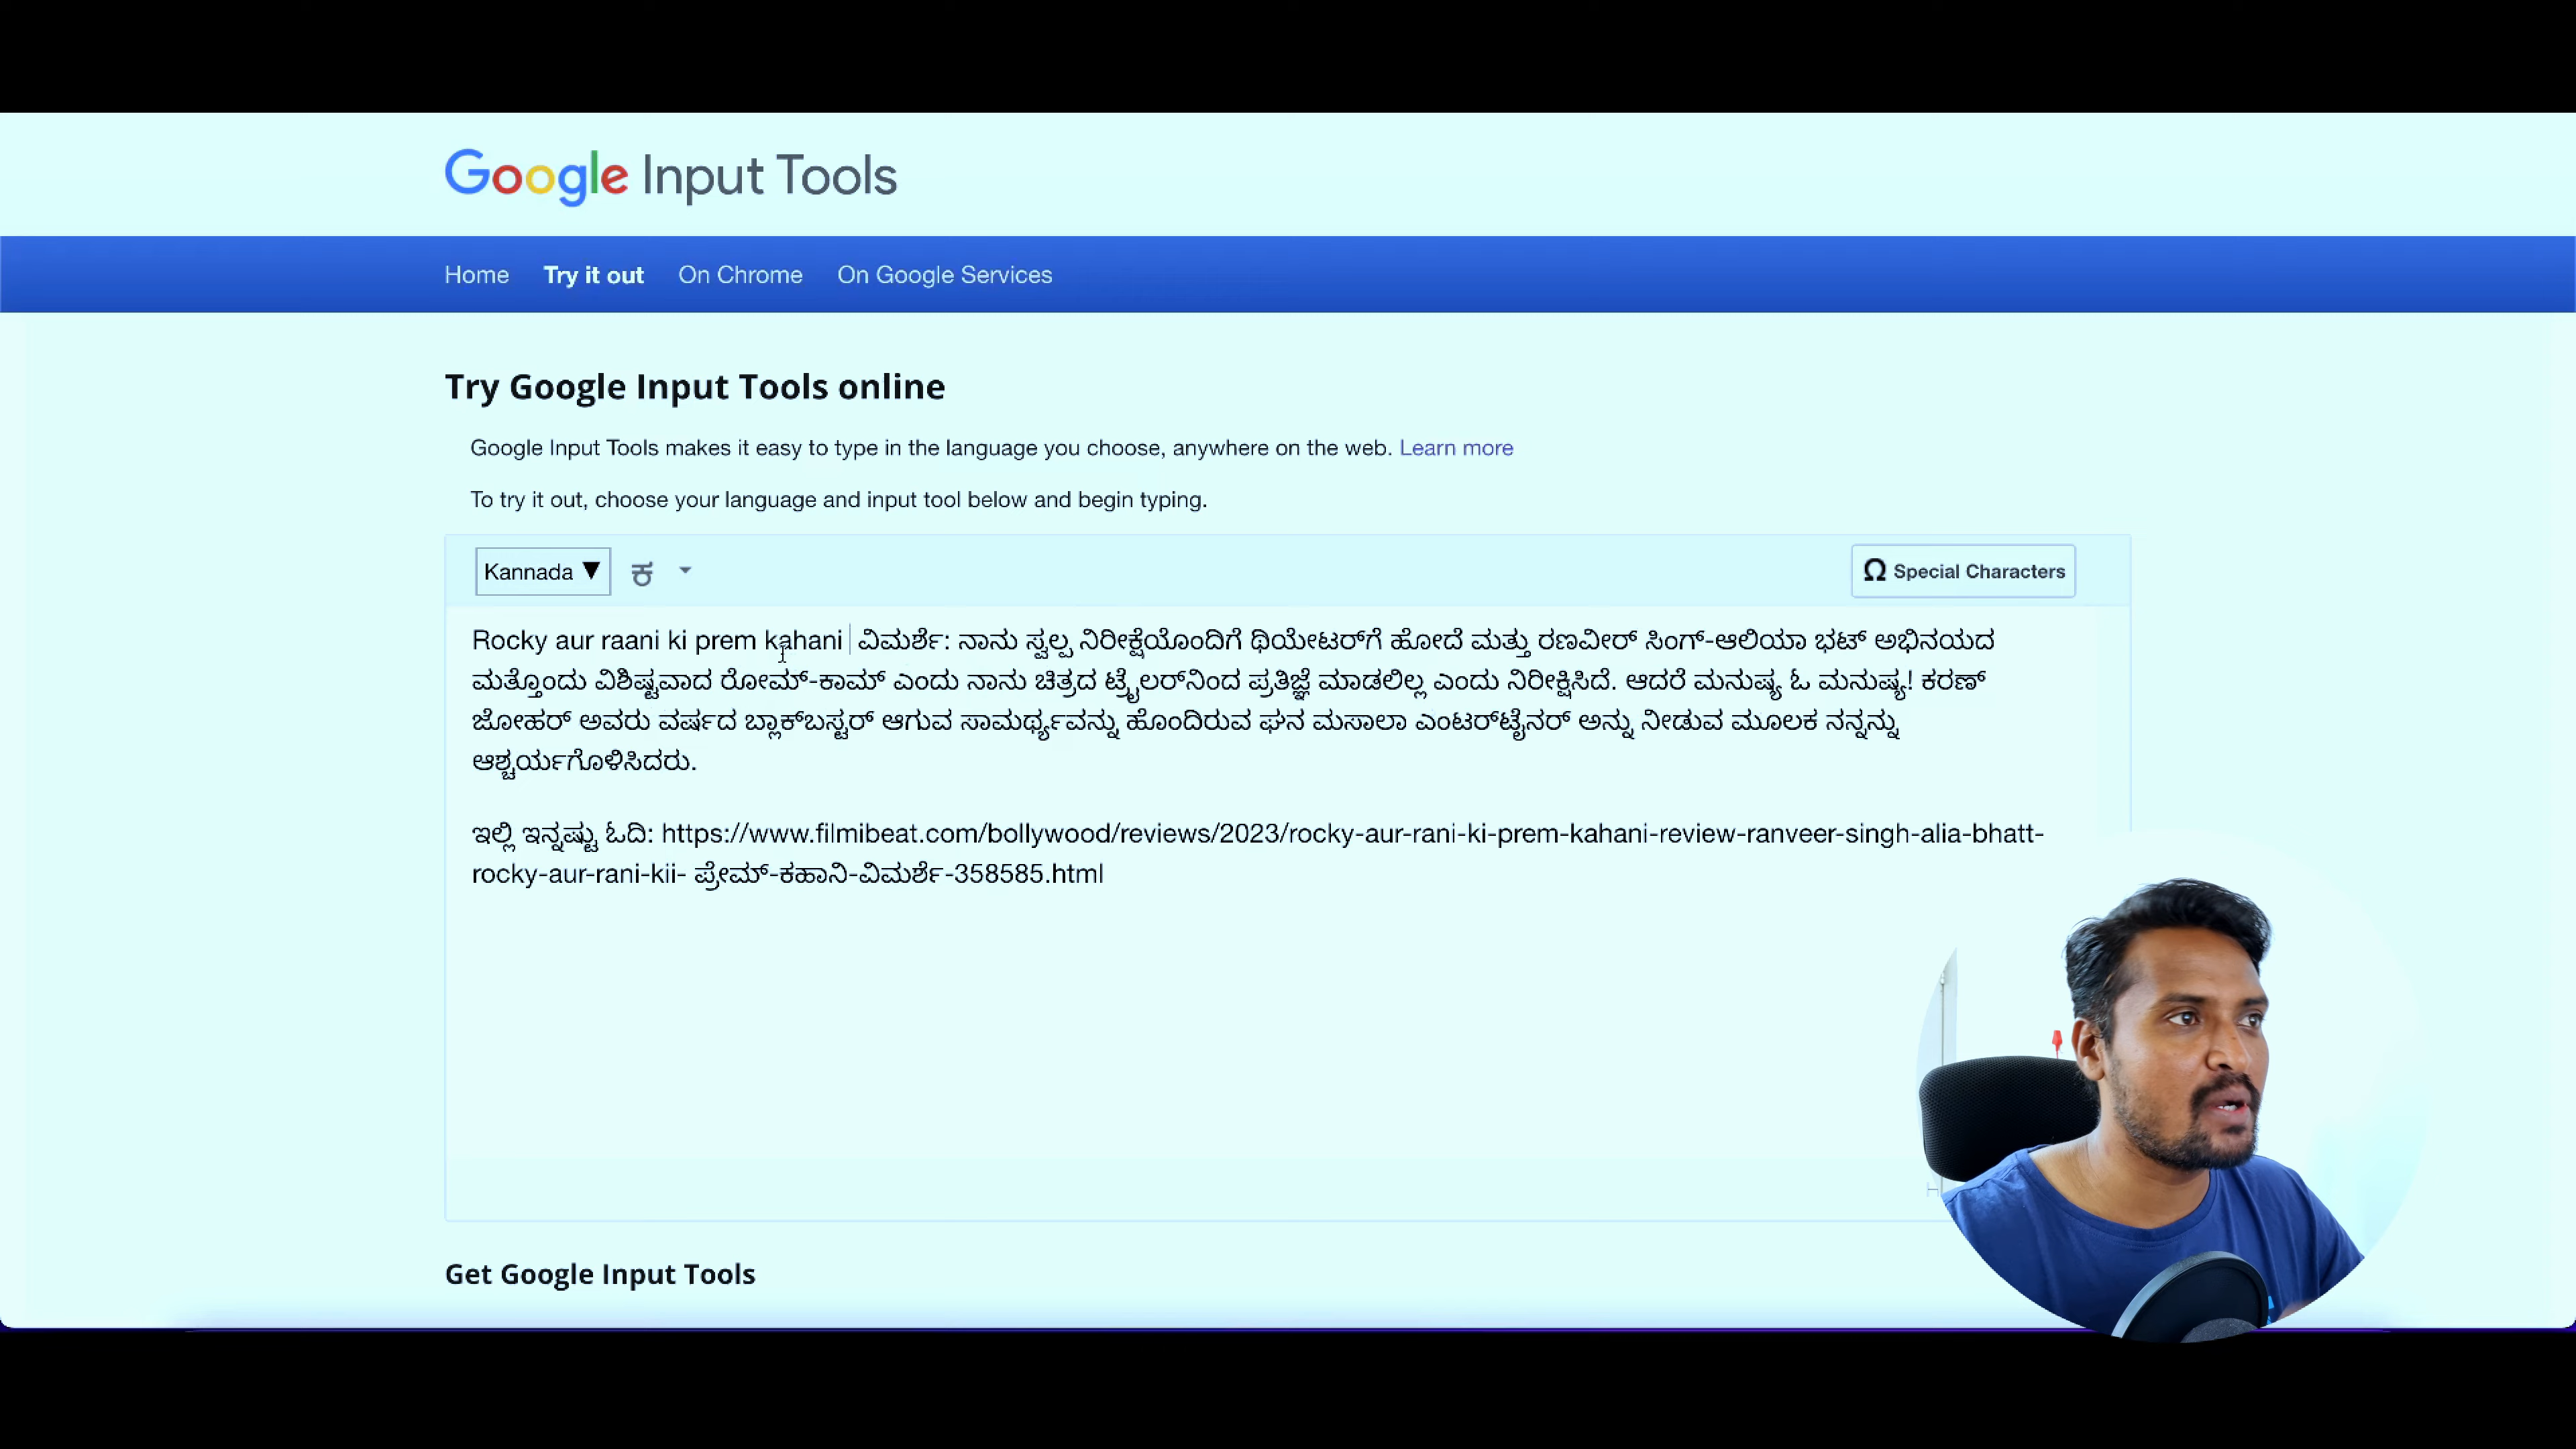 Google Input Tools
Home Try it out On Chrome On Google Services
Try Google Input Tools online
Google Input Tools makes it easy to type in the language you choose, anywhere on the web. Learn more
To try it out, choose your language and input tool below and begin typing.
Kannada ▼ ಕ Ω Special Characters
Rocky aur raani ki prem kahani ವಿಮರ್ಶೆ: ನಾನು ಸ್ವಲ್ಪ ನಿರೀಕ್ಷೆಯೊಂದಿಗೆ ಥಿಯೇಟರ್‌ಗೆ ಹೋದೆ ಮತ್ತು ರಣವೀರ್ ಸಿಂಗ್-ಆಲಿಯಾ ಭಟ್ ಅಭಿನಯದ
ಮತ್ತೊಂದು ವಿಶಿಷ್ಟವಾದ ರೋಮ್-ಕಾಮ್ ಎಂದು ನಾನು ಚಿತ್ರದ ಟ್ರೈಲರ್‌ನಿಂದ ಪ್ರತಿಜ್ಞೆ ಮಾಡಲಿಲ್ಲ ಎಂದು ನಿರೀಕ್ಷಿಸಿದೆ. ಆದರೆ ಮನುಷ್ಯ ಓ ಮನುಷ್ಯ! ಕರಣ್
ಜೋಹರ್ ಅವರು ವರ್ಷದ ಬ್ಲಾಕ್‌ಬಸ್ಟರ್ ಆಗುವ ಸಾಮರ್ಥ್ಯವನ್ನು ಹೊಂದಿರುವ ಘನ ಮಸಾಲಾ ಎಂಟರ್‌ಟೈನರ್ ಅನ್ನು ನೀಡುವ ಮೂಲಕ ನನ್ನನ್ನು
ಆಶ್ಚರ್ಯಗೊಳಿಸಿದರು.
ಇಲ್ಲಿ ಇನ್ನಷ್ಟು ಓದಿ: https://www.filmibeat.com/bollywood/reviews/2023/rocky-aur-rani-ki-prem-kahani-review-ranveer-singh-alia-bhatt-
rocky-aur-rani-kii- ಪ್ರೇಮ್-ಕಹಾನಿ-ವಿಮರ್ಶೆ-358585.html
Get Google Input Tools